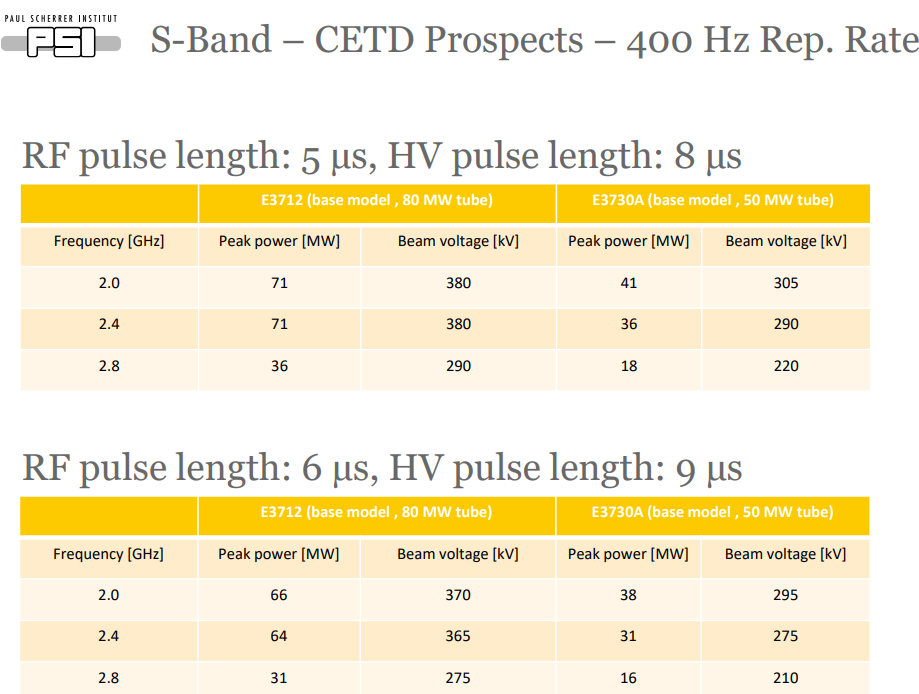 PAUL SCHERRER INSTITUT
PSI
S-Band – CETD Prospects – 400 Hz Rep. Rate
RF pulse length: 5 µs, HV pulse length: 8 µs
E3712 (base model , 80 MW tube) E3730A (base model , 50 MW tube)
Frequency [GHz] Peak power [MW] Beam voltage [kV] Peak power [MW] Beam voltage [kV]
2.0 71 380 41 305
2.4 71 380 36 290
2.8 36 290 18 220
RF pulse length: 6 µs, HV pulse length: 9 µs
E3712 (base model , 80 MW tube) E3730A (base model , 50 MW tube)
Frequency [GHz] Peak power [MW] Beam voltage [kV] Peak power [MW] Beam voltage [kV]
2.0 66 370 38 295
2.4 64 365 31 275
2.8 31 275 16 210